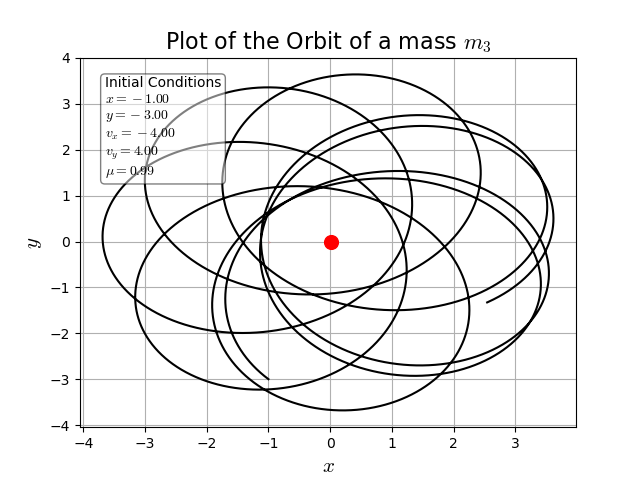 Plot of the Orbit of a mass m₃
Initial Conditions
x = −1.00
y = −3.00
vₓ = −4.00
v_y = 4.00
μ = 0.99
4
3
2
1
0
−1
−2
−3
−4
y
−4 −3 −2 −1 0 1 2 3
x